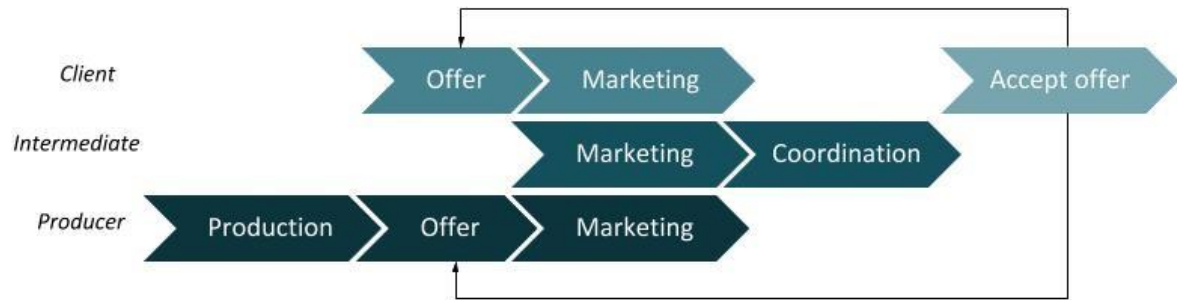 Client Offer Marketing Accept offer
Intermediate Marketing Coordination
Producer Production Offer Marketing